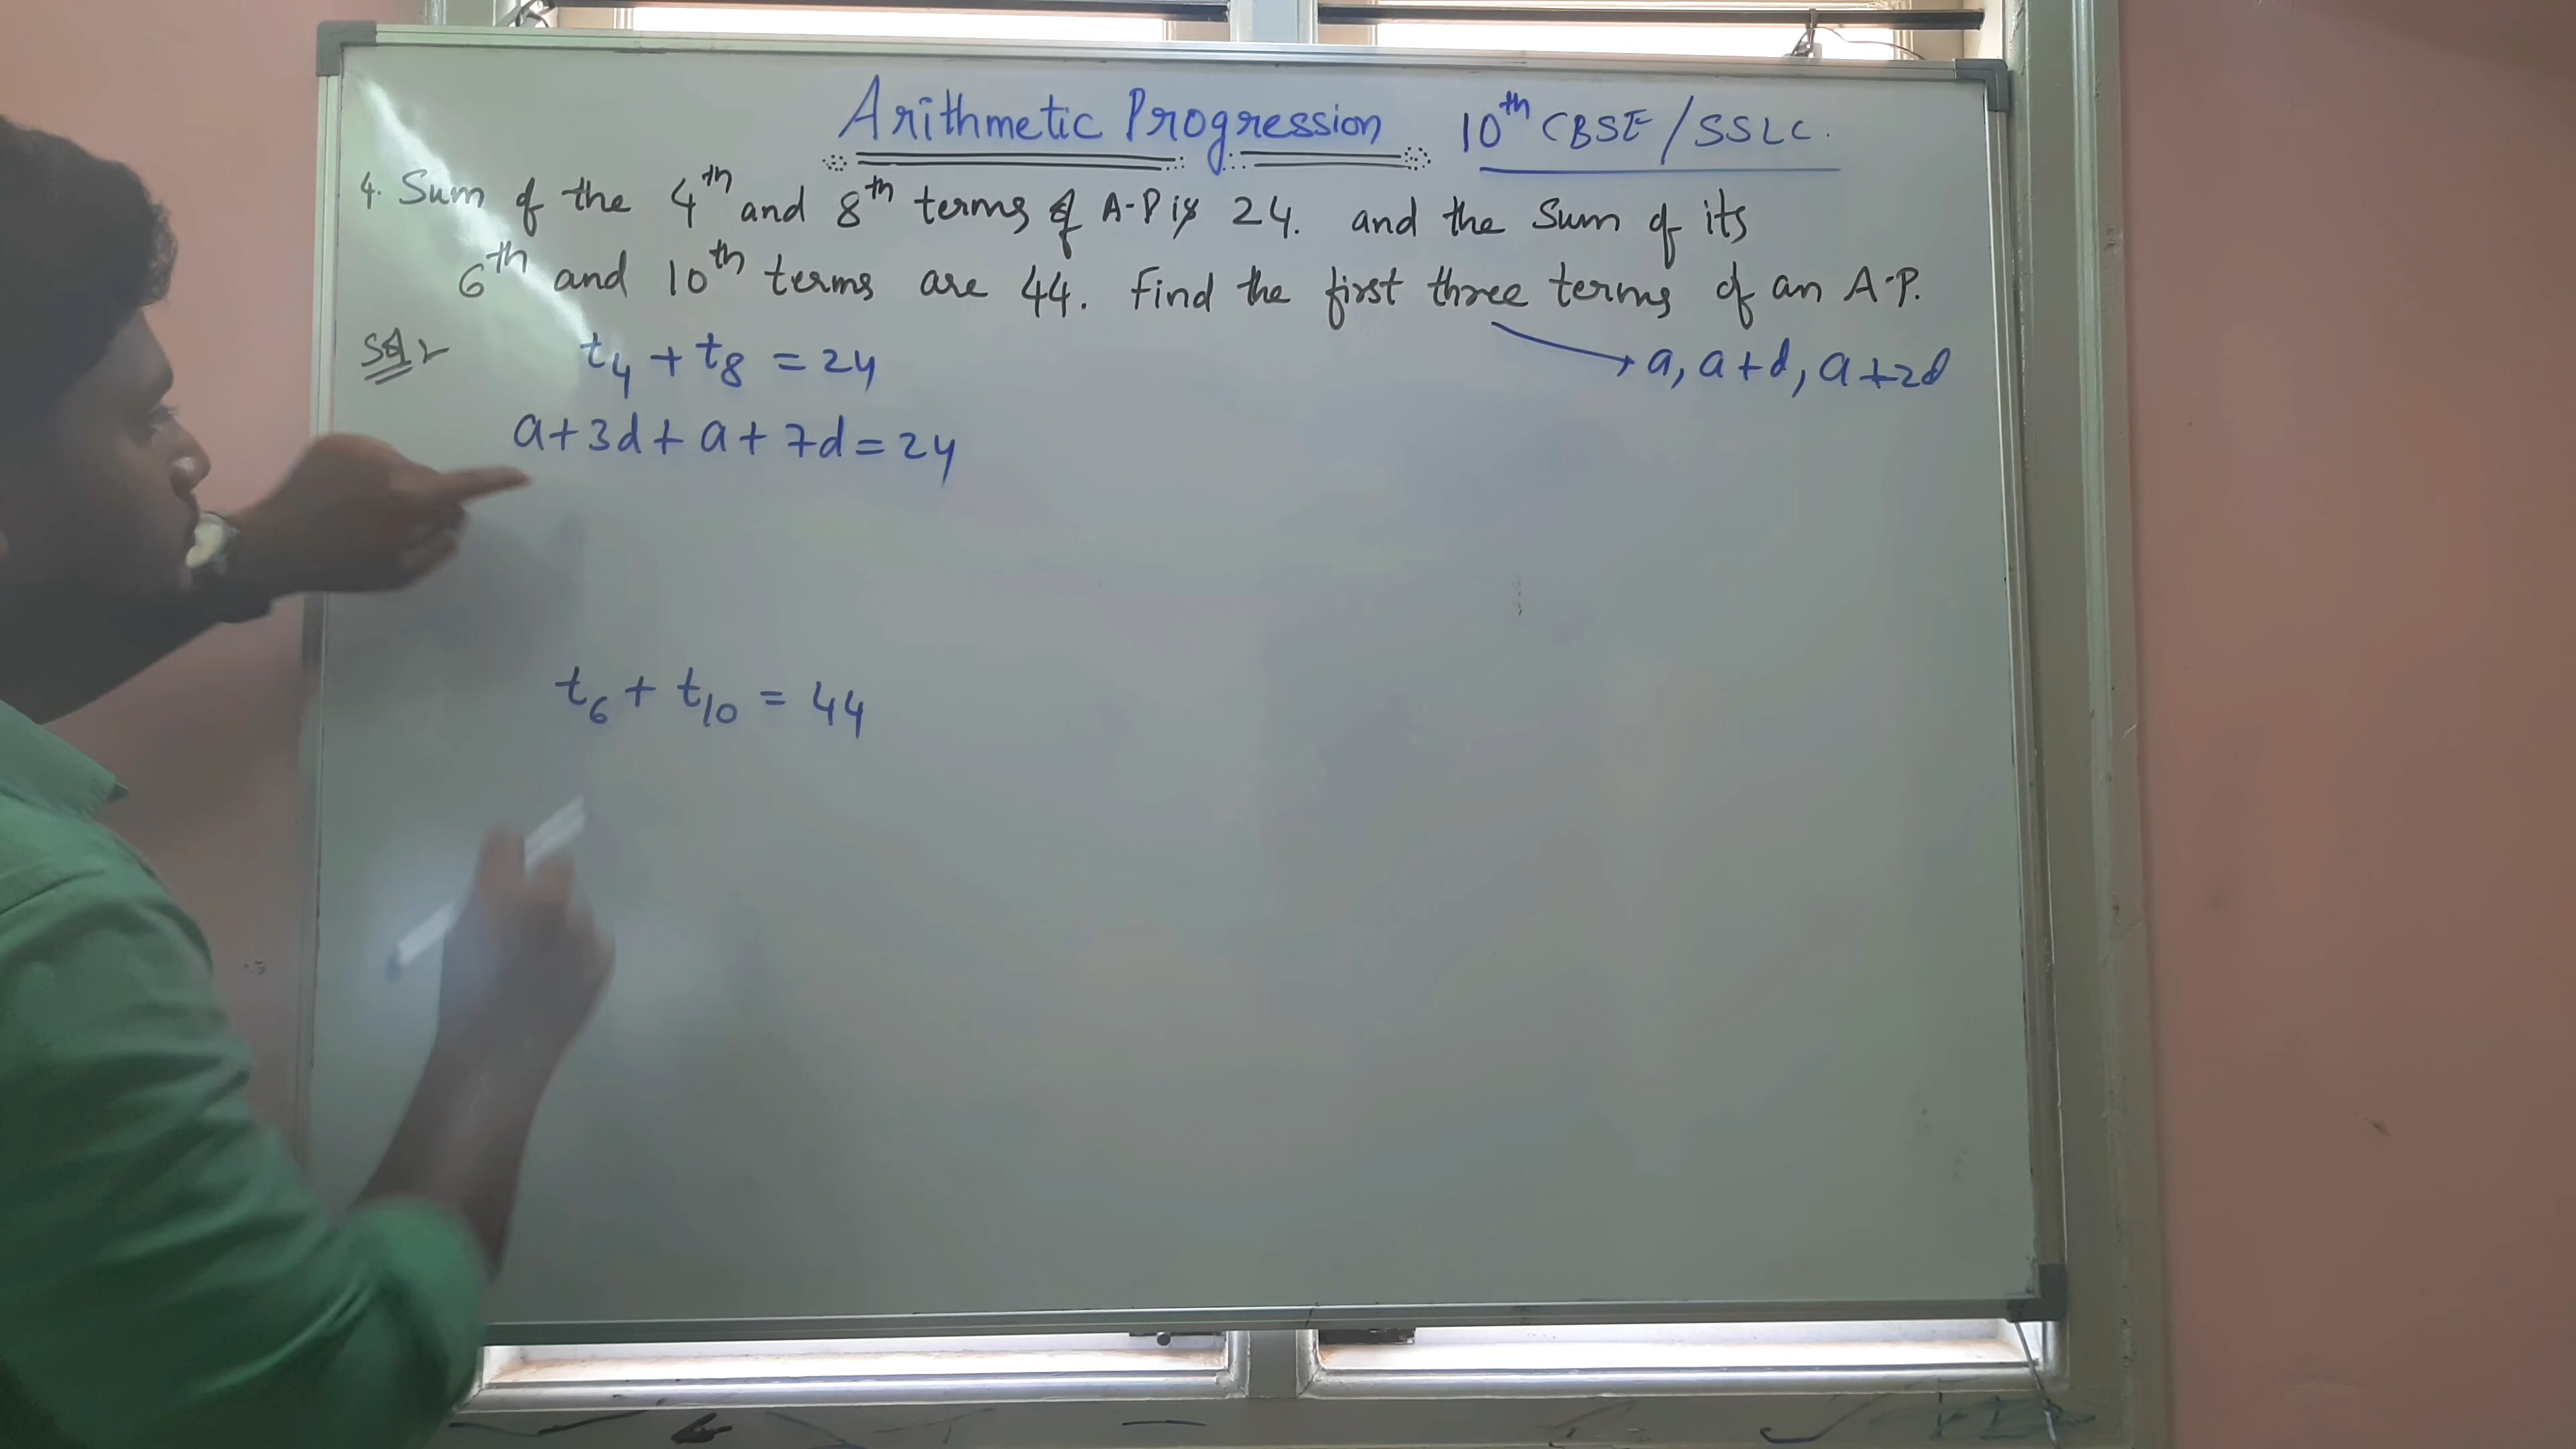 Arithmetic Progression 10th CBSE/SSLC.
4. Sum of the 4th and 8th terms of A-P is 24. and the sum of its
6th and 10th terms are 44. Find the first three terms of an A-P.
t4 + t8 = 24
a, a+d, a+2d
a+3d+a+7d=24
t6 + t10 = 44